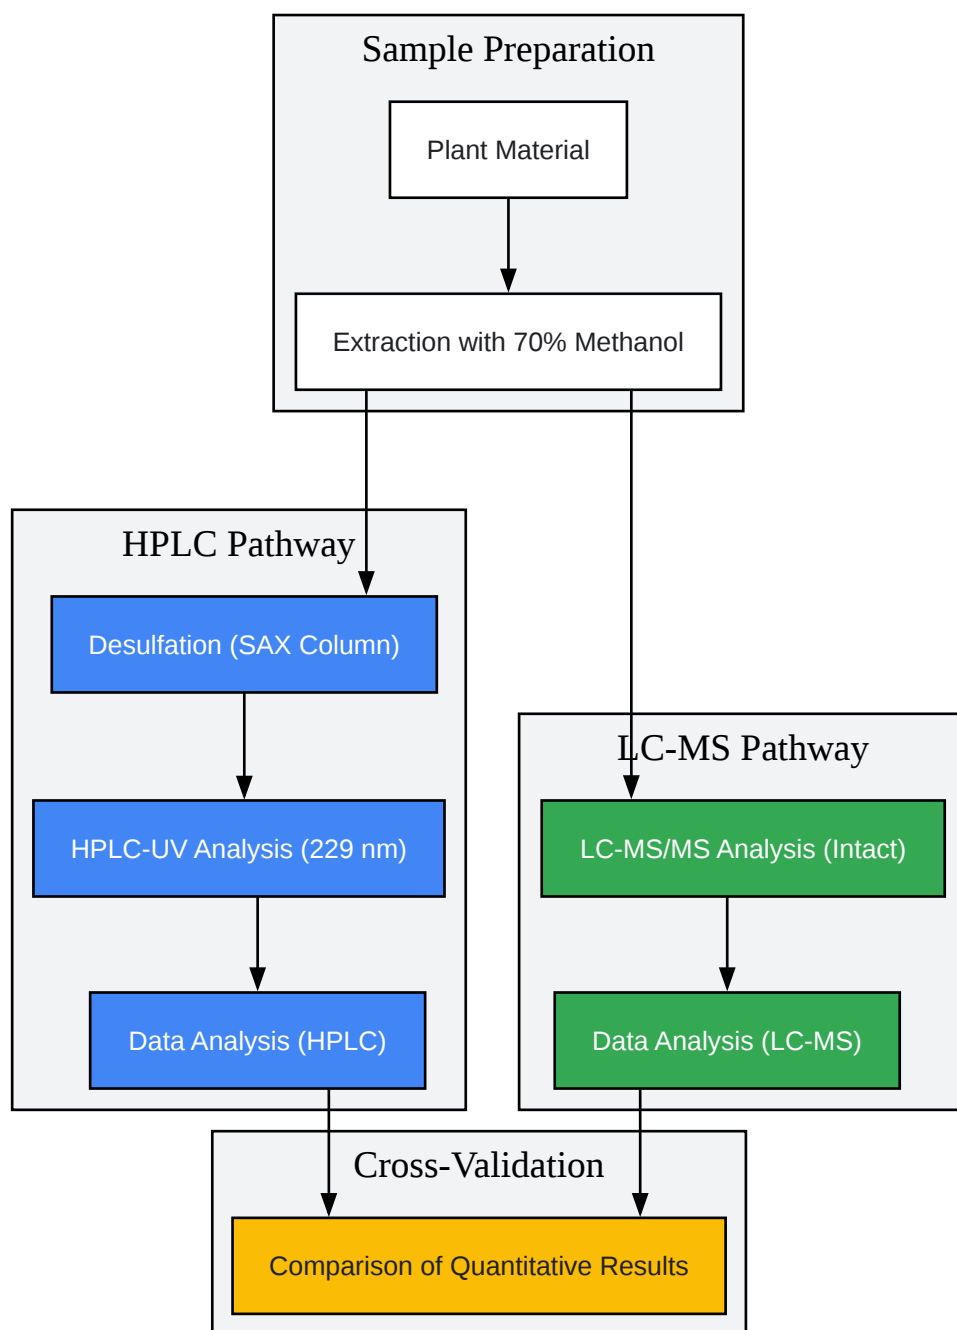 Sample Preparation
Plant Material
Extraction with 70% Methanol
HPLC Pathway
Desulfation (SAX Column)
HPLC-UV Analysis (229 nm)
Data Analysis (HPLC)
LC-MS Pathway
LC-MS/MS Analysis (Intact)
Data Analysis (LC-MS)
Cross-Validation
Comparison of Quantitative Results